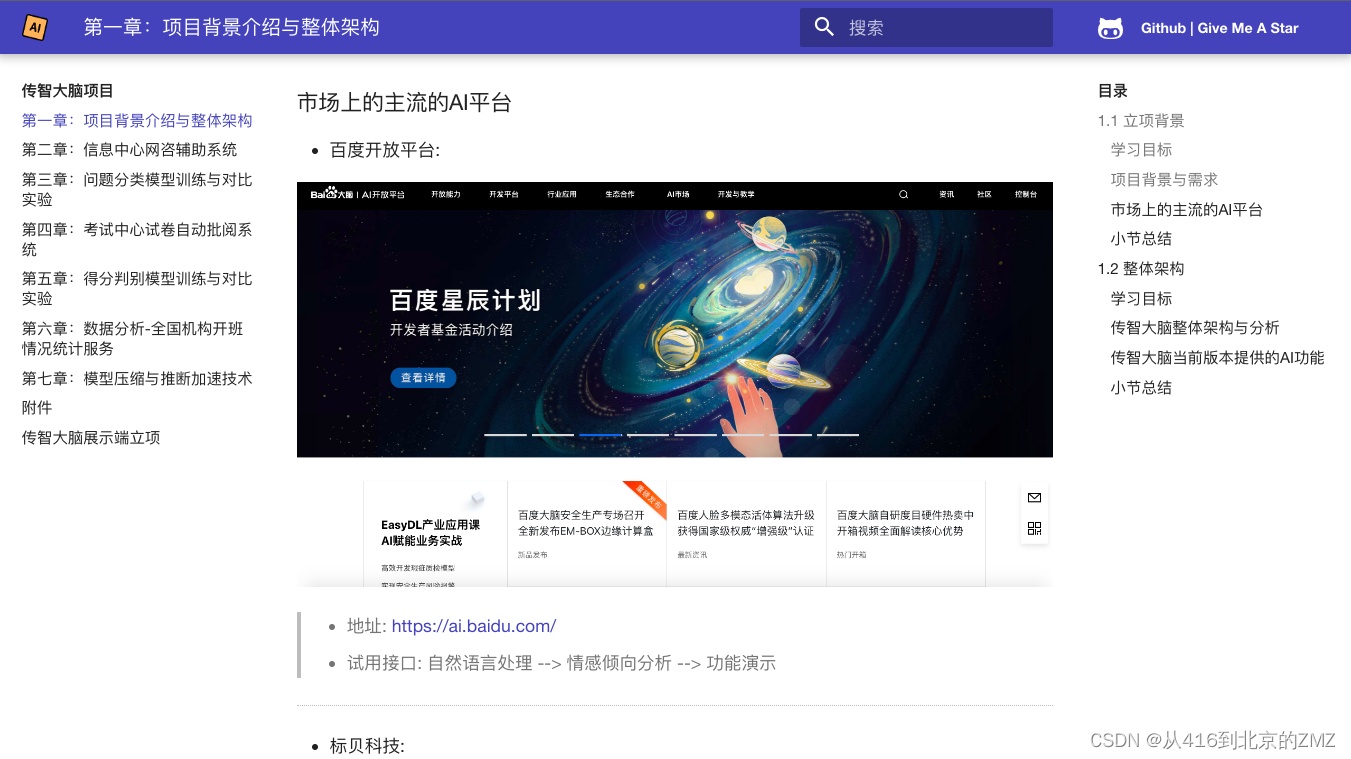 AI
第一章：项目背景介绍与整体架构
搜索
Github | Give Me A Star
传智大脑项目
第一章：项目背景介绍与整体架构
第二章：信息中心网咨辅助系统
第三章：问题分类模型训练与对比
实验
第四章：考试中心试卷自动批阅系
统
第五章：得分判别模型训练与对比
实验
第六章：数据分析-全国机构开班
情况统计服务
第七章：模型压缩与推断加速技术
附件
传智大脑展示端立项
市场上的主流的AI平台
百度开放平台:
Bai大脑 | AI开放平台 开放能力 开发平台 行业应用 生态合作 AI市场 开发与教学 资讯 社区 控制台
百度星辰计划
开发者基金活动介绍
查看详情
EasyDL产业应用课
AI赋能业务实战
高效开发瑕疵质检模型
实现安全生产风险预警
重磅发布
百度大脑安全生产专场召开
全新发布EM-BOX边缘计算盒
新品发布
百度人脸多模态活体算法升级
获得国家级权威“增强级”认证
最新资讯
百度大脑自研度目硬件热卖中
开箱视频全面解读核心优势
热门开箱
地址: https://ai.baidu.com/
试用接口: 自然语言处理 --> 情感倾向分析 --> 功能演示
标贝科技:
目录
1.1 立项背景
学习目标
项目背景与需求
市场上的主流的AI平台
小节总结
1.2 整体架构
学习目标
传智大脑整体架构与分析
传智大脑当前版本提供的AI功能
小节总结
CSDN @从416到北京的ZMZ